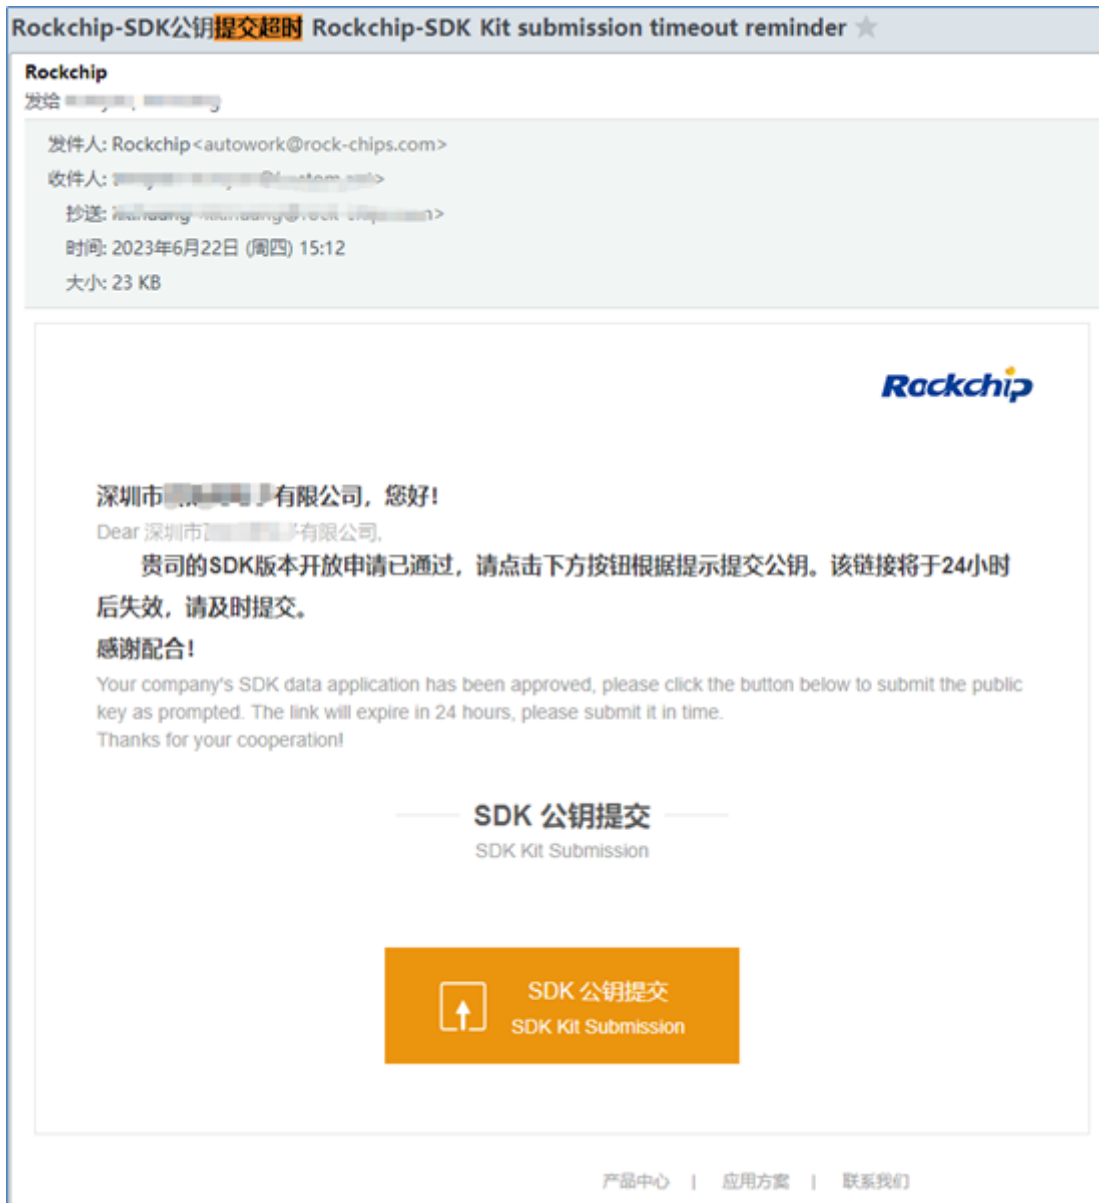 Rockchip-SDK公钥提交超时 Rockchip-SDK Kit submission timeout reminder
Rockchip
发给
发件人: Rockchip<autowork@rock-chips.com>
收件人:
抄送:
时间: 2023年6月22日 (周四) 15:12
大小: 23 KB
Rockchip
深圳市 有限公司，您好！
Dear 深圳市 有限公司,
贵司的SDK版本开放申请已通过，请点击下方按钮根据提示提交公钥。该链接将于24小时
后失效，请及时提交。
感谢配合！
Your company's SDK data application has been approved, please click the button below to submit the public
key as prompted. The link will expire in 24 hours, please submit it in time.
Thanks for your cooperation!
SDK 公钥提交
SDK Kit Submission
SDK 公钥提交
SDK Kit Submission
产品中心 | 应用方案 | 联系我们